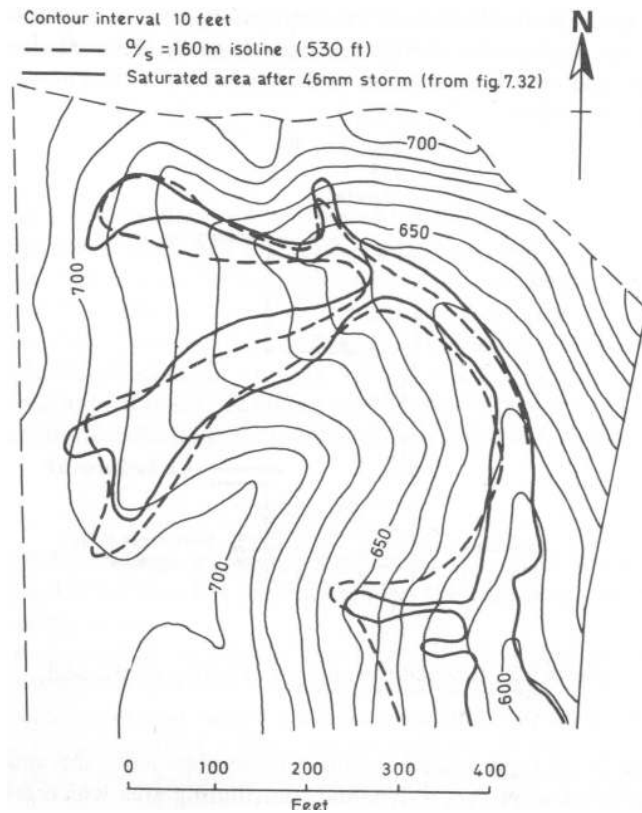 Contour interval 10 feet
a/s = 160 m isoline (530 ft)
Saturated area after 46mm storm (from fig. 7.32)
N
700
650
700
650
700
600
0 100 200 300 400
Feet